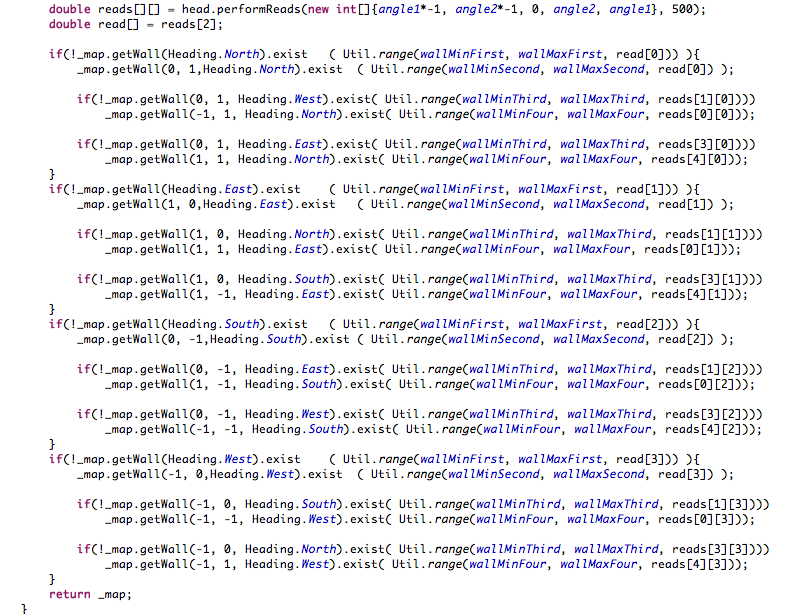 double reads[][] = head.performReads(new int[]{angle1*-1, angle2*-1, 0, angle2, angle1}, 500);
double read[] = reads[2];
if(!_map.getWall(Heading.North).exist   ( Util.range(wallMinFirst, wallMaxFirst, read[0])) ){
_map.getWall(0, 1,Heading.North).exist  ( Util.range(wallMinSecond, wallMaxSecond, read[0]) );
if(!_map.getWall(0, 1, Heading.West).exist( Util.range(wallMinThird, wallMaxThird, reads[1][0])))
_map.getWall(-1, 1, Heading.North).exist( Util.range(wallMinFour, wallMaxFour, reads[0][0]));
if(!_map.getWall(0, 1, Heading.East).exist( Util.range(wallMinThird, wallMaxThird, reads[3][0])))
_map.getWall(1, 1, Heading.North).exist( Util.range(wallMinFour, wallMaxFour, reads[4][0]));
}
if(!_map.getWall(Heading.East).exist    ( Util.range(wallMinFirst, wallMaxFirst, read[1])) ){
_map.getWall(1, 0,Heading.East).exist   ( Util.range(wallMinSecond, wallMaxSecond, read[1]) );
if(!_map.getWall(1, 0, Heading.North).exist( Util.range(wallMinThird, wallMaxThird, reads[1][1])))
_map.getWall(1, 1, Heading.East).exist( Util.range(wallMinFour, wallMaxFour, reads[0][1]));
if(!_map.getWall(1, 0, Heading.South).exist( Util.range(wallMinThird, wallMaxThird, reads[3][1])))
_map.getWall(1, -1, Heading.East).exist( Util.range(wallMinFour, wallMaxFour, reads[4][1]));
}
if(!_map.getWall(Heading.South).exist   ( Util.range(wallMinFirst, wallMaxFirst, read[2])) ){
_map.getWall(0, -1,Heading.South).exist ( Util.range(wallMinSecond, wallMaxSecond, read[2]) );
if(!_map.getWall(0, -1, Heading.East).exist( Util.range(wallMinThird, wallMaxThird, reads[1][2])))
_map.getWall(1, -1, Heading.South).exist( Util.range(wallMinFour, wallMaxFour, reads[0][2]));
if(!_map.getWall(0, -1, Heading.West).exist( Util.range(wallMinThird, wallMaxThird, reads[3][2])))
_map.getWall(-1, -1, Heading.South).exist( Util.range(wallMinFour, wallMaxFour, reads[4][2]));
}
if(!_map.getWall(Heading.West).exist    ( Util.range(wallMinFirst, wallMaxFirst, read[3])) ){
_map.getWall(-1, 0,Heading.West).exist  ( Util.range(wallMinSecond, wallMaxSecond, read[3]) );
if(!_map.getWall(-1, 0, Heading.South).exist( Util.range(wallMinThird, wallMaxThird, reads[1][3])))
_map.getWall(-1, -1, Heading.West).exist( Util.range(wallMinFour, wallMaxFour, reads[0][3]));
if(!_map.getWall(-1, 0, Heading.North).exist( Util.range(wallMinThird, wallMaxThird, reads[3][3])))
_map.getWall(-1, 1, Heading.West).exist( Util.range(wallMinFour, wallMaxFour, reads[4][3]));
}
return _map;
}